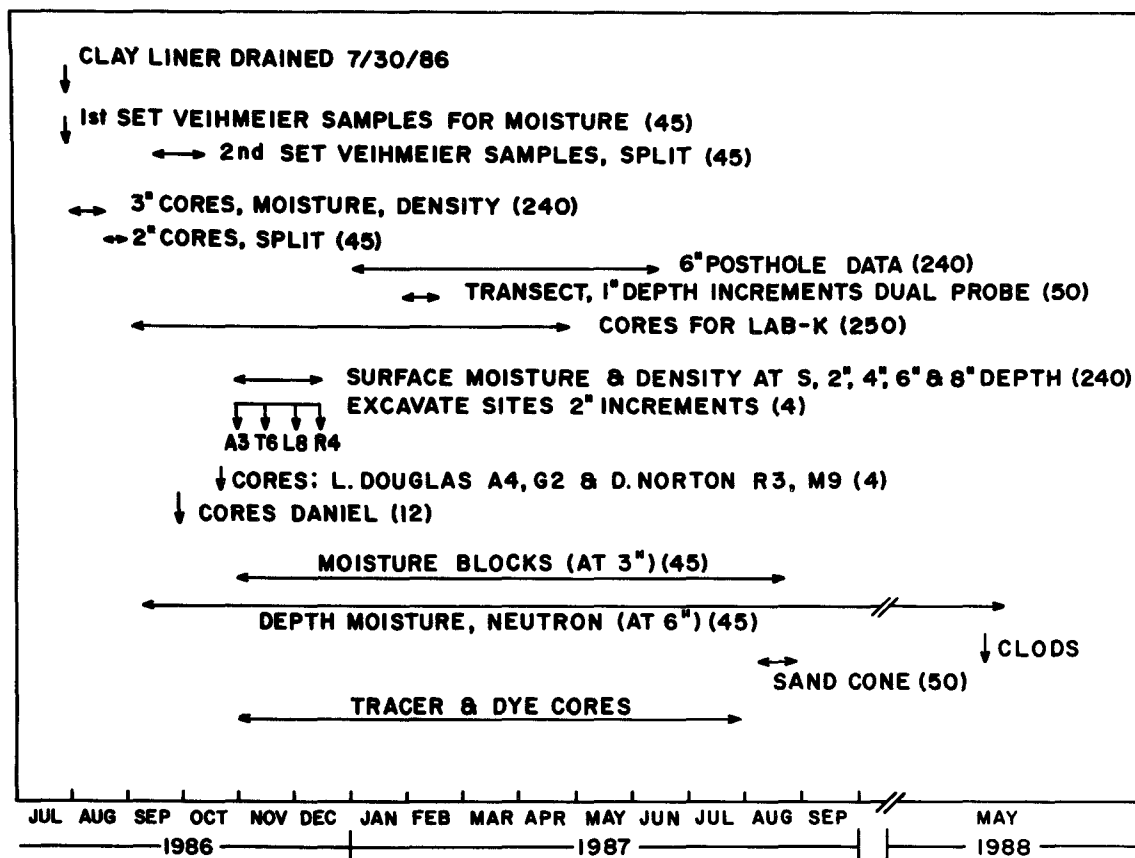 CLAY LINER DRAINED 7/30/86
1st SET VEIHMEIER SAMPLES FOR MOISTURE (45)
2nd SET VEIHMEIER SAMPLES, SPLIT (45)
3" CORES, MOISTURE, DENSITY (240)
2" CORES, SPLIT (45)
6" POSTHOLE DATA (240)
TRANSECT, 1" DEPTH INCREMENTS DUAL PROBE (50)
CORES FOR LAB-K (250)
SURFACE MOISTURE & DENSITY AT S, 2", 4", 6" & 8" DEPTH (240)
EXCAVATE SITES 2" INCREMENTS (4)
A3 T6 L8 R4
CORES: L. DOUGLAS A4, G2 & D. NORTON R3, M9 (4)
CORES DANIEL (12)
MOISTURE BLOCKS (AT 3") (45)
DEPTH MOISTURE, NEUTRON (AT 6") (45)
CLODS
SAND CONE (50)
TRACER & DYE CORES
JUL AUG SEP OCT NOV DEC JAN FEB MAR APR MAY JUN JUL AUG SEP MAY
1986 1987 1988